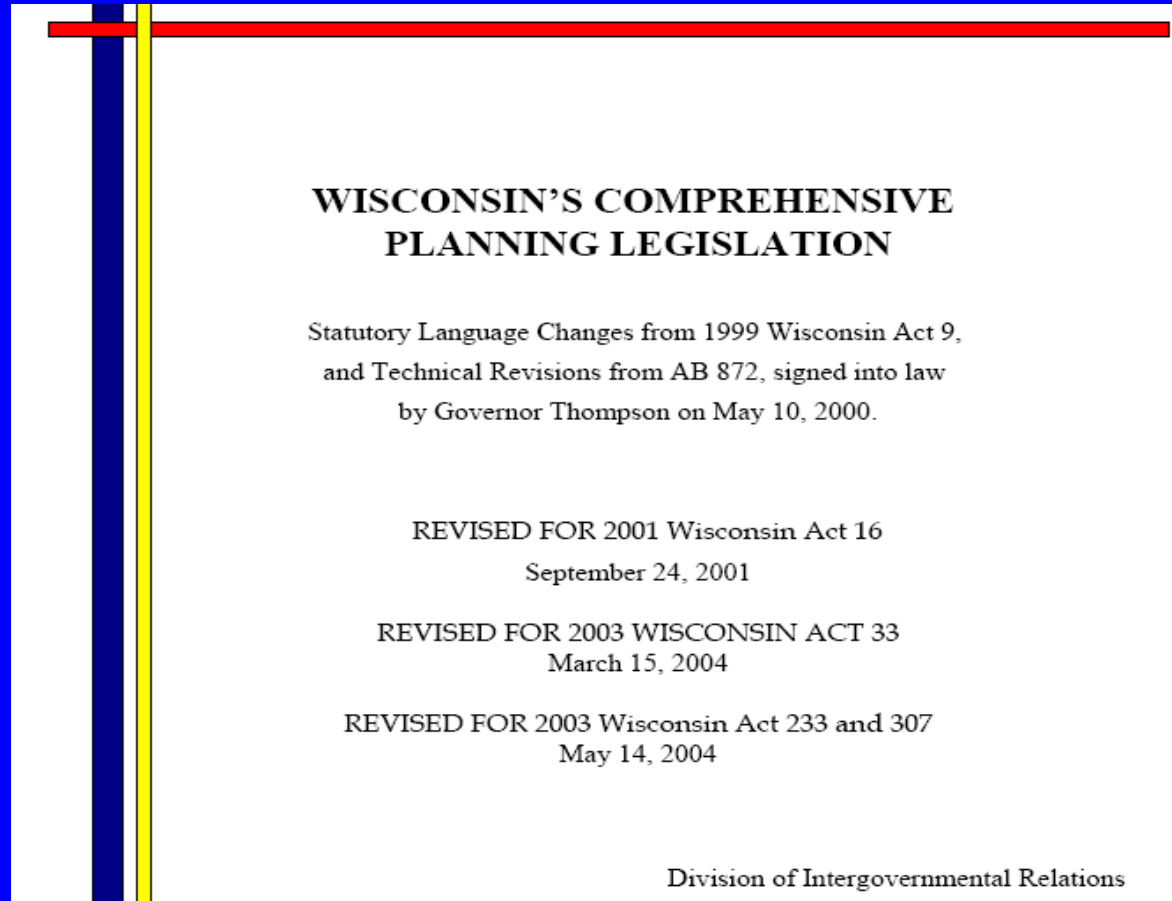 WISCONSIN’S COMPREHENSIVE
PLANNING LEGISLATION
Statutory Language Changes from 1999 Wisconsin Act 9,
and Technical Revisions from AB 872, signed into law
by Governor Thompson on May 10, 2000.
REVISED FOR 2001 Wisconsin Act 16
September 24, 2001
REVISED FOR 2003 WISCONSIN ACT 33
March 15, 2004
REVISED FOR 2003 Wisconsin Act 233 and 307
May 14, 2004
Division of Intergovernmental Relations